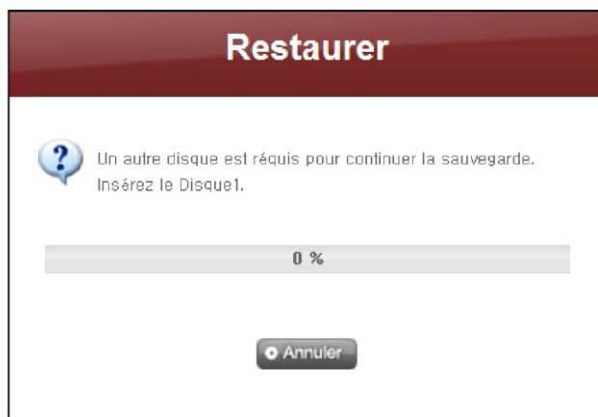 Restaurer
Un autre disque est réquis pour continuer la sauvegarde.
Insérez le Disque1.
0 %
Annuler